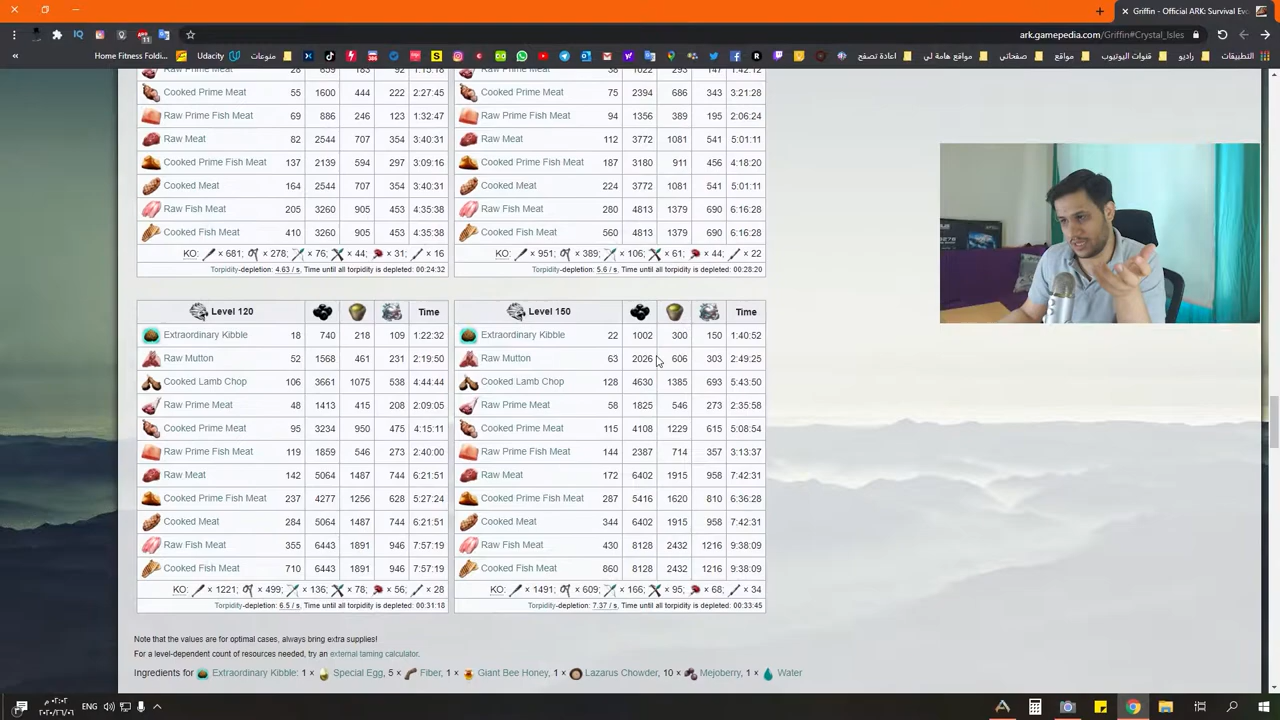 Griffin - Official ARK: Survival Evo
ark.gamepedia.com/Griffin#Crystal_Isles
Home Fitness Foldi... Udacity منوعات اعادة تصفح مواقع هامة لي مواقع قنوات اليوتيوب راديو التطبيقات
28 659 183 92 1:15:18
Cooked Prime Meat 55 1600 444 222 2:27:45
Raw Prime Fish Meat 69 886 246 123 1:32:47
Raw Meat 82 2544 707 354 3:40:31
Cooked Prime Fish Meat 137 2139 594 297 3:09:16
Cooked Meat 164 2544 707 354 3:40:31
Raw Fish Meat 205 3260 905 453 4:35:38
Cooked Fish Meat 410 3260 905 453 4:35:38
KO: × 681; × 278; × 76; × 44; × 31; × 16
Torpidity-depletion: 4.63 / s, Time until all torpidity is depleted: 00:24:32
38 1022 293 147 1:42:12
Cooked Prime Meat 75 2394 686 343 3:21:28
Raw Prime Fish Meat 94 1356 389 195 2:06:24
Raw Meat 112 3772 1081 541 5:01:11
Cooked Prime Fish Meat 187 3180 911 456 4:18:20
Cooked Meat 224 3772 1081 541 5:01:11
Raw Fish Meat 280 4813 1379 690 6:16:28
Cooked Fish Meat 560 4813 1379 690 6:16:28
KO: × 951; × 389; × 106; × 61; × 44; × 22
Torpidity-depletion: 5.6 / s, Time until all torpidity is depleted: 00:28:20
Level 120 Time
Extraordinary Kibble 18 740 218 109 1:22:32
Raw Mutton 52 1568 461 231 2:19:50
Cooked Lamb Chop 106 3661 1075 538 4:44:44
Raw Prime Meat 48 1413 415 208 2:09:05
Cooked Prime Meat 95 3234 950 475 4:15:11
Raw Prime Fish Meat 119 1859 546 273 2:40:00
Raw Meat 142 5064 1487 744 6:21:51
Cooked Prime Fish Meat 237 4277 1256 628 5:27:24
Cooked Meat 284 5064 1487 744 6:21:51
Raw Fish Meat 355 6443 1891 946 7:57:19
Cooked Fish Meat 710 6443 1891 946 7:57:19
KO: × 1221; × 499; × 136; × 78; × 56; × 28
Torpidity-depletion: 6.5 / s, Time until all torpidity is depleted: 00:31:18
Level 150 Time
Extraordinary Kibble 22 1002 300 150 1:40:52
Raw Mutton 63 2026 606 303 2:49:25
Cooked Lamb Chop 128 4630 1385 693 5:43:50
Raw Prime Meat 58 1825 546 273 2:35:58
Cooked Prime Meat 115 4108 1229 615 5:08:54
Raw Prime Fish Meat 144 2387 714 357 3:13:37
Raw Meat 172 6402 1915 958 7:42:31
Cooked Prime Fish Meat 287 5416 1620 810 6:36:28
Cooked Meat 344 6402 1915 958 7:42:31
Raw Fish Meat 430 8128 2432 1216 9:38:09
Cooked Fish Meat 860 8128 2432 1216 9:38:09
KO: × 1491; × 609; × 166; × 95; × 68; × 34
Torpidity-depletion: 7.37 / s, Time until all torpidity is depleted: 00:33:45
Note that the values are for optimal cases, always bring extra supplies!
For a level-dependent count of resources needed, try an external taming calculator.
Ingredients for Extraordinary Kibble: 1 × Special Egg, 5 × Fiber, 1 × Giant Bee Honey, 1 × Lazarus Chowder, 10 × Mejoberry, 1 × Water
ENG